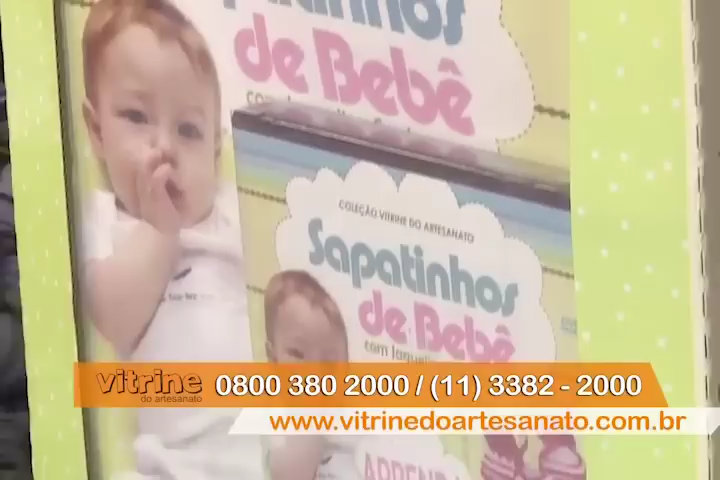 de Bebê
COLEÇÃO VITRINE DO ARTESANATO
Sapatinhos
de Bebê
com
vitrine
do artesanato
0800 380 2000 / (11) 3382 - 2000
www.vitrinedoartesanato.com.br